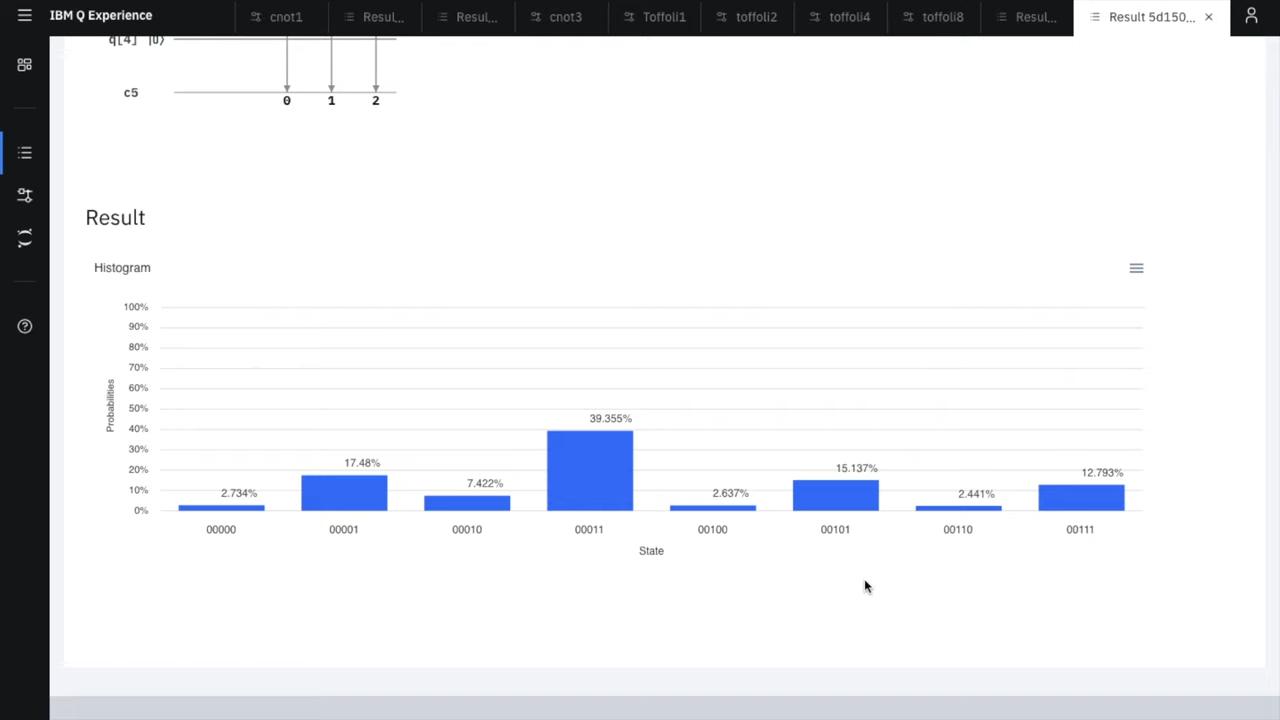 IBM Q Experience cnot1 Resul... Resul... cnot3 Toffoli1 toffoli2 toffoli4 toffoli8 Resul... Result 5d150... ×
q[4] |0⟩
c5
0 1 2
Result
Histogram
100%
90%
80%
70%
60%
50%
40%
30%
20%
10%
0%
Probabilities
2.734% 17.48% 7.422% 39.355% 2.637% 15.137% 2.441% 12.793%
00000 00001 00010 00011 00100 00101 00110 00111
State